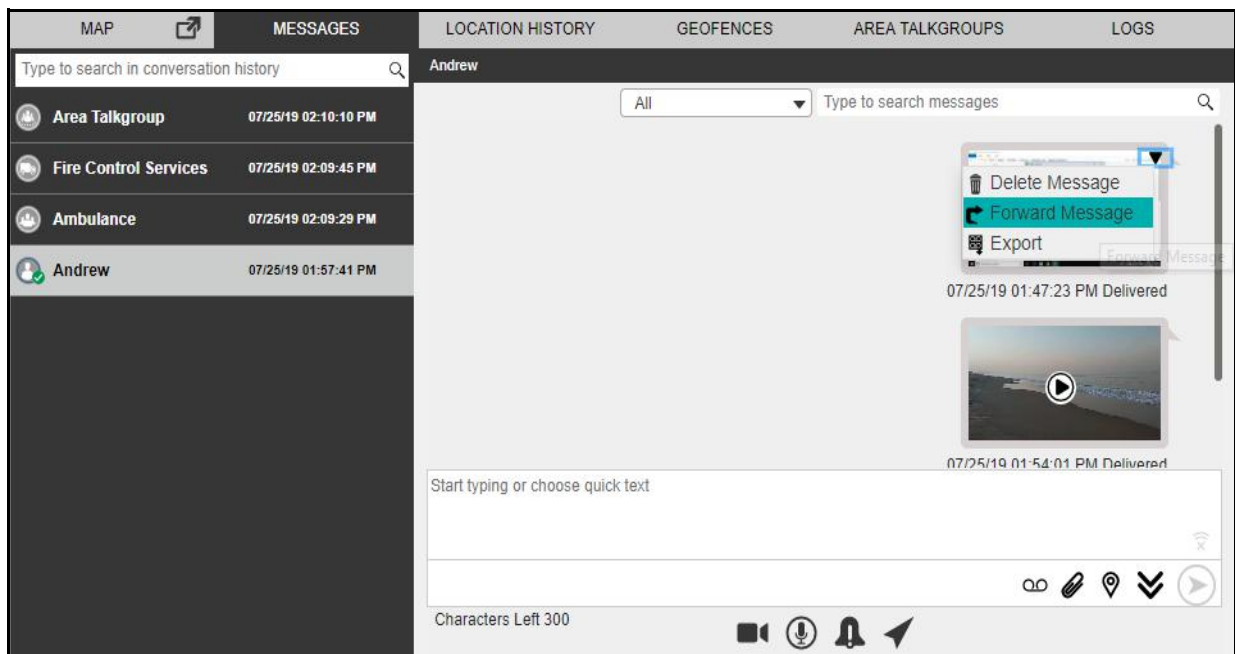 MAP MESSAGES LOCATION HISTORY GEOFENCES AREA TALKGROUPS LOGS
Type to search in conversation history
Area Talkgroup 07/25/19 02:10:10 PM
Fire Control Services 07/25/19 02:09:45 PM
Ambulance 07/25/19 02:09:29 PM
Andrew 07/25/19 01:57:41 PM
Andrew
All Type to search messages
Delete Message
Forward Message
Export
Forward Message
07/25/19 01:47:23 PM Delivered
07/25/19 01:54:01 PM Delivered
Start typing or choose quick text
Characters Left 300